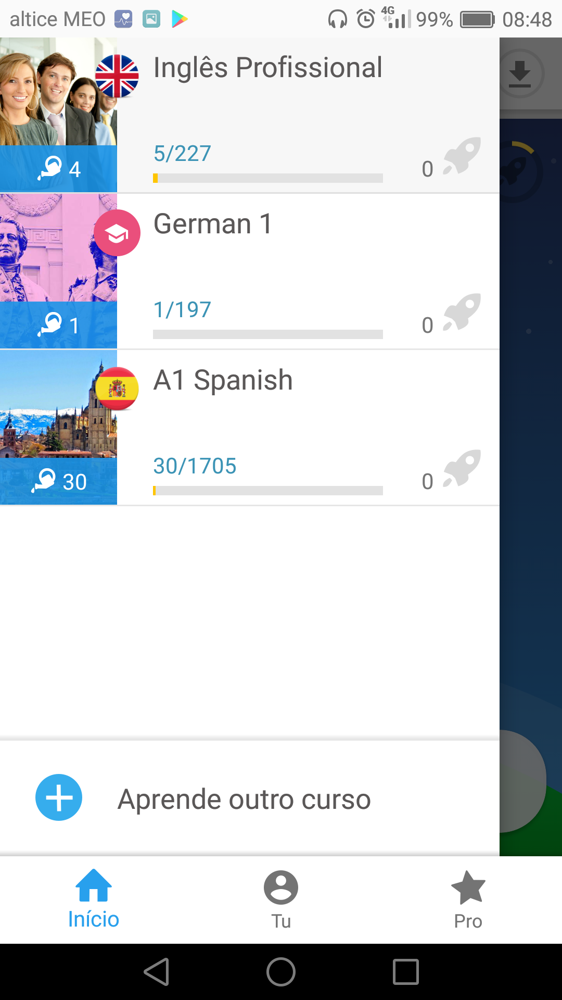 altice MEO 4G 99% 08:48
Inglês Profissional
5/227
4
0
German 1
1/197
1
0
A1 Spanish
30/1705
30
0
Aprende outro curso
Início Tu Pro